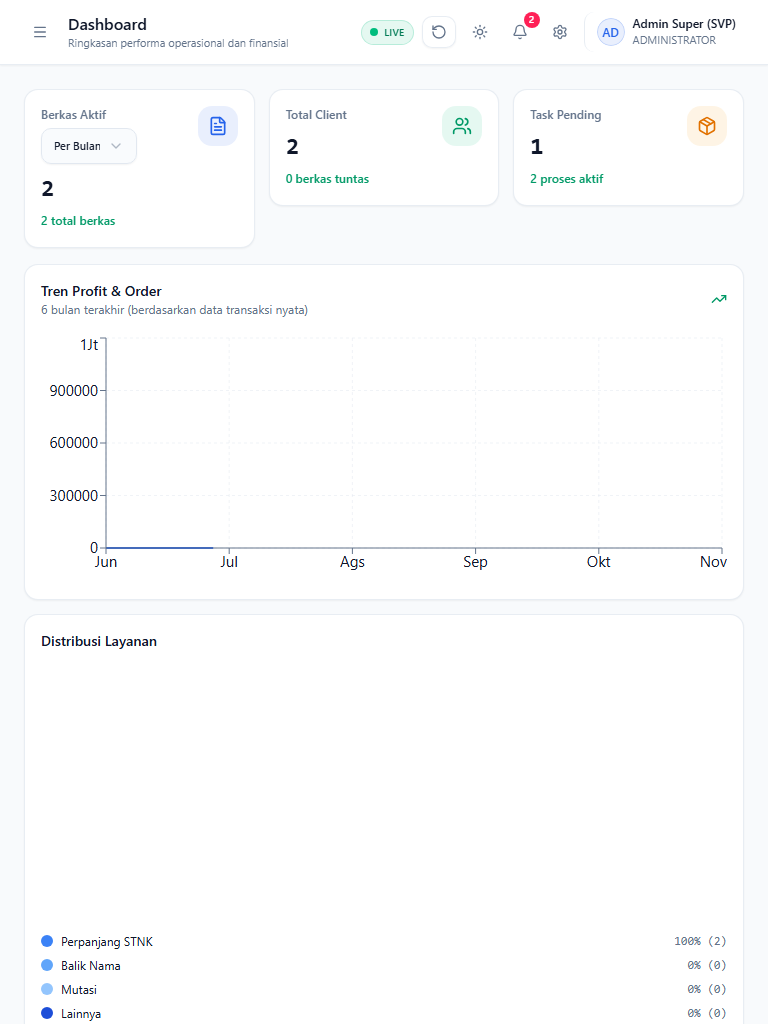 Dashboard
Ringkasan performa operasional dan finansial
LIVE
2
AD
Admin Super (SVP)
ADMINISTRATOR
Berkas Aktif
Per Bulan
2
2 total berkas
Total Client
2
0 berkas tuntas
Task Pending
1
2 proses aktif
Tren Profit & Order
6 bulan terakhir (berdasarkan data transaksi nyata)
1Jt
900000
600000
300000
0
Jun Jul Ags Sep Okt Nov
Distribusi Layanan
Perpanjang STNK 100% (2)
Balik Nama 0% (0)
Mutasi 0% (0)
Lainnya 0% (0)